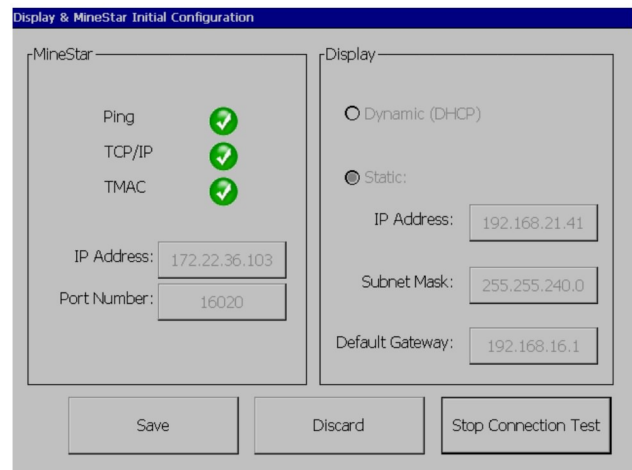 Display & MineStar Initial Configuration
MineStar
Ping
TCP/IP
TMAC
IP Address: 172.22.36.103
Port Number: 16020
Display
Dynamic (DHCP)
Static:
IP Address: 192.168.21.41
Subnet Mask: 255.255.240.0
Default Gateway: 192.168.16.1
Save
Discard
Stop Connection Test